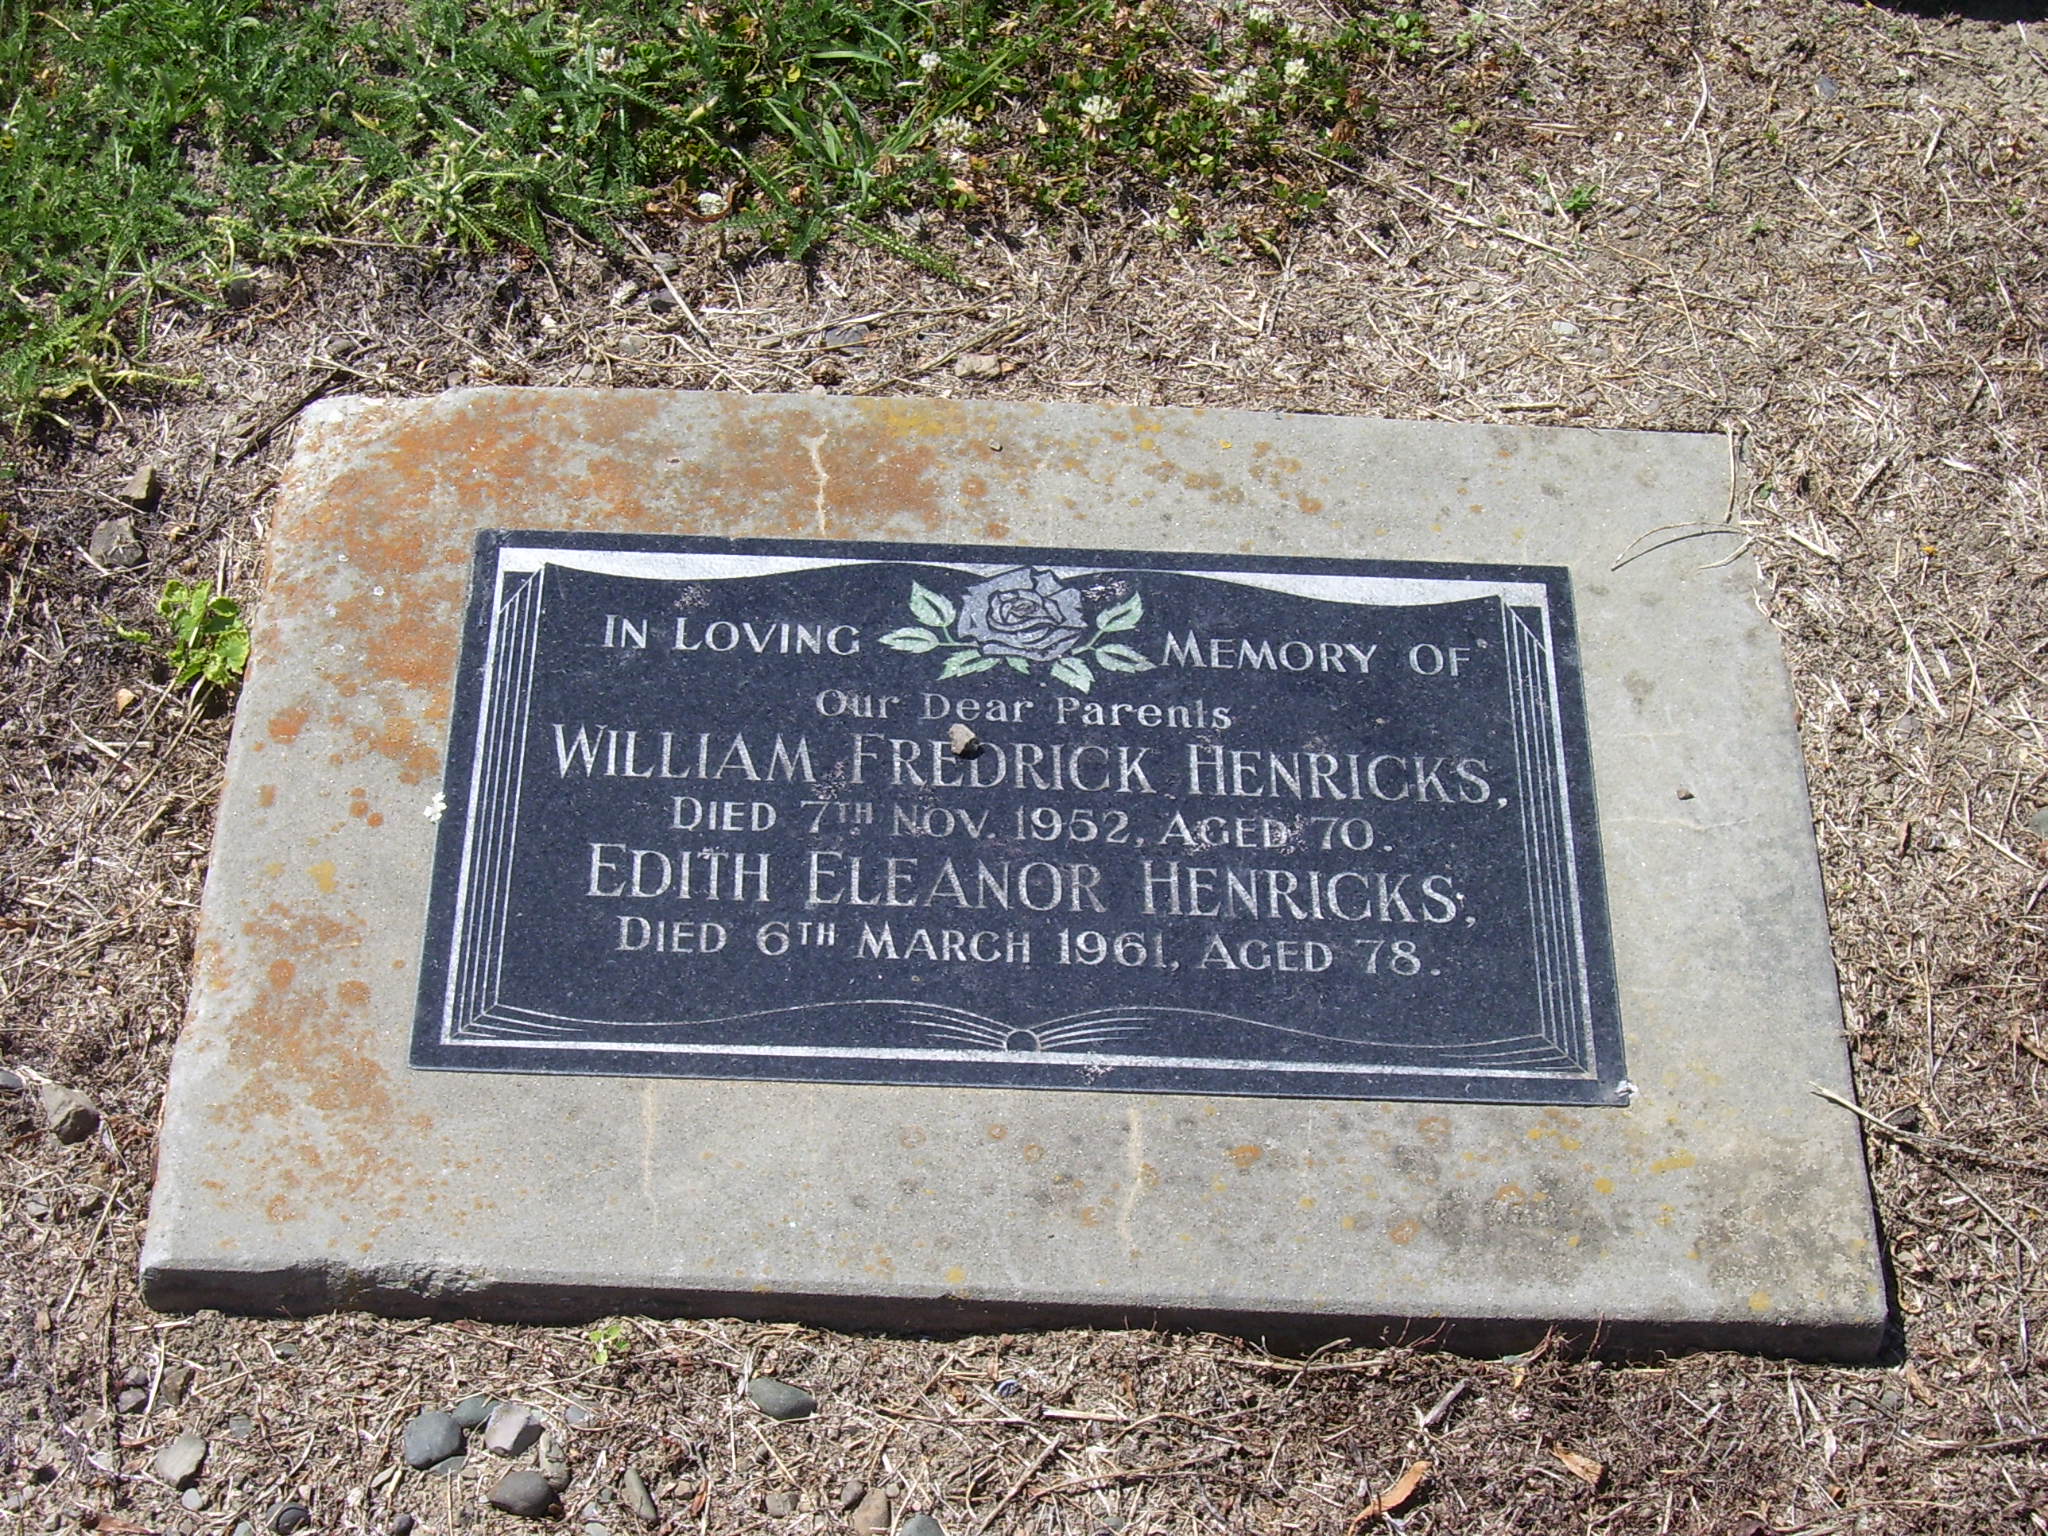 IN LOVING MEMORY OF
Our Dear Parents
WILLIAM FREDRICK HENRICKS,
DIED 7TH NOV. 1952, AGED 70.
EDITH ELEANOR HENRICKS,
DIED 6TH MARCH 1961, AGED 78.